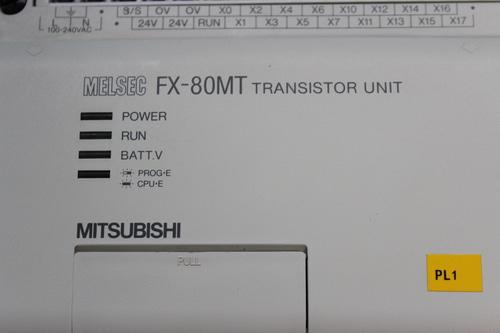 S/S 0V 0V X0 X2 X4 X6 X10 X12 X14 X16
L N • 24V 24V RUN X1 X3 X5 X7 X11 X13 X15 X17
100-240VAC
MELSEC FX-80MT TRANSISTOR UNIT
POWER
RUN
BATT.V
PROG•E
CPU•E
MITSUBISHI
PULL
PL1